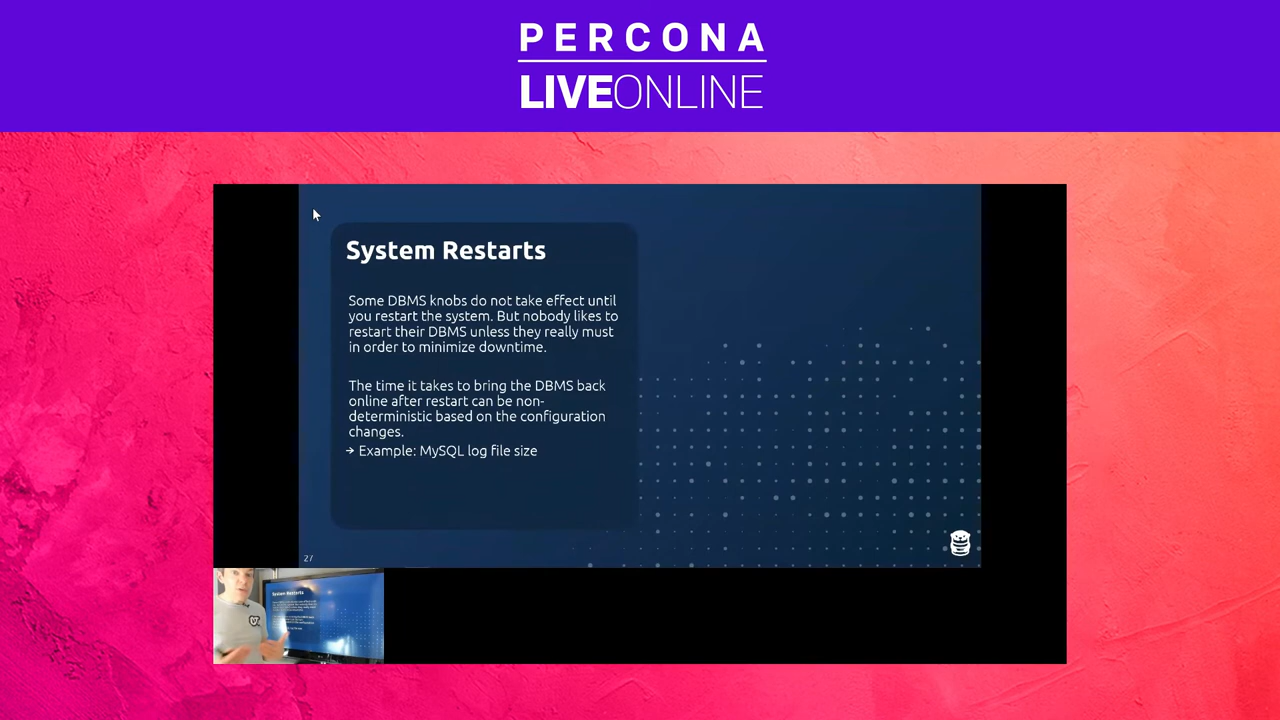 PERCONA
LIVEONLINE
System Restarts
Some DBMS knobs do not take effect until
you restart the system. But nobody likes to
restart their DBMS unless they really must
in order to minimize downtime.
The time it takes to bring the DBMS back
online after restart can be non-
deterministic based on the configuration
changes.
→ Example: MySQL log file size
27
System Restarts